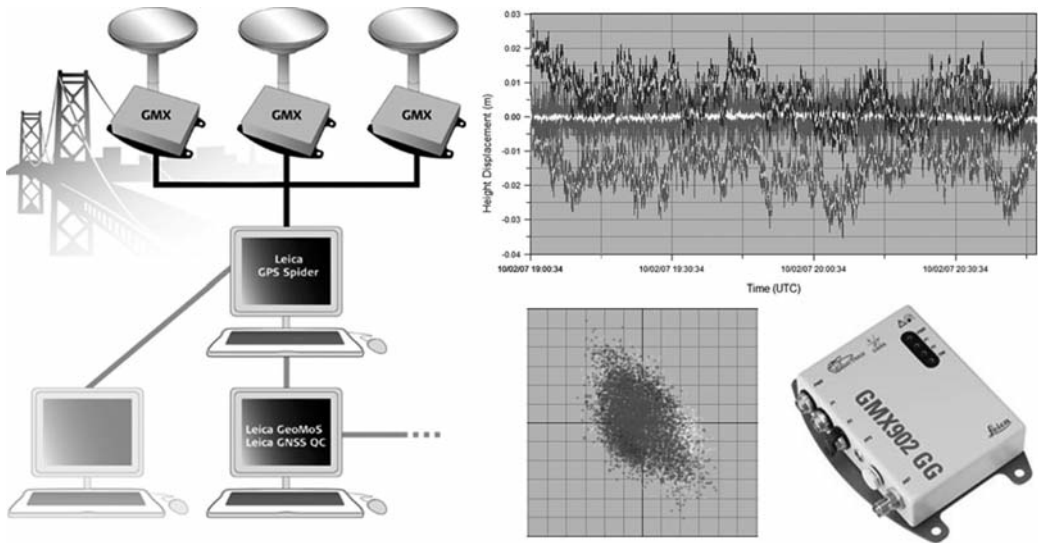 GMX
GMX
GMX
Leica
GPS Spider
Leica GeoMoS
Leica GNSS QC
Height Displacement (m)
0.03
0.02
0.01
0.00
-0.01
-0.02
-0.03
-0.04
10/02/07 19:00:34
10/02/07 19:30:34
10/02/07 20:00:34
10/02/07 20:30:34
Time (UTC)
GMX902 GG
Leica